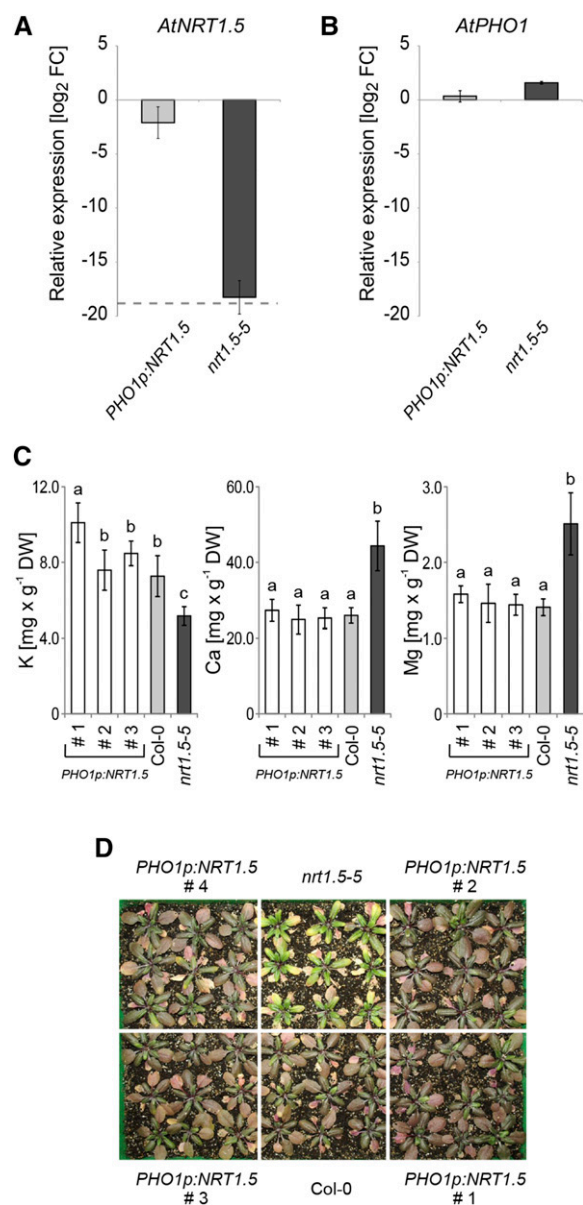 A
AtNRT1.5
Relative expression [log₂ FC]
5
0
-5
-10
-15
-20
PHO1p:NRT1.5
nrt1.5-5
B
AtPHO1
Relative expression [log₂ FC]
5
0
-5
-10
-15
-20
PHO1p:NRT1.5
nrt1.5-5
C
K [mg x g⁻¹ DW]
12.0
8.0
4.0
0
a
b
b
b
c
# 1
# 2
# 3
Col-0
nrt1.5-5
PHO1p:NRT1.5
Ca [mg x g⁻¹ DW]
60.0
40.0
20.0
0
a
a
a
a
b
# 1
# 2
# 3
Col-0
nrt1.5-5
PHO1p:NRT1.5
Mg [mg x g⁻¹ DW]
3.0
2.0
1.0
0
a
a
a
a
b
# 1
# 2
# 3
Col-0
nrt1.5-5
PHO1p:NRT1.5
D
PHO1p:NRT1.5
# 4
nrt1.5-5
PHO1p:NRT1.5
# 2
PHO1p:NRT1.5
# 3
Col-0
PHO1p:NRT1.5
# 1